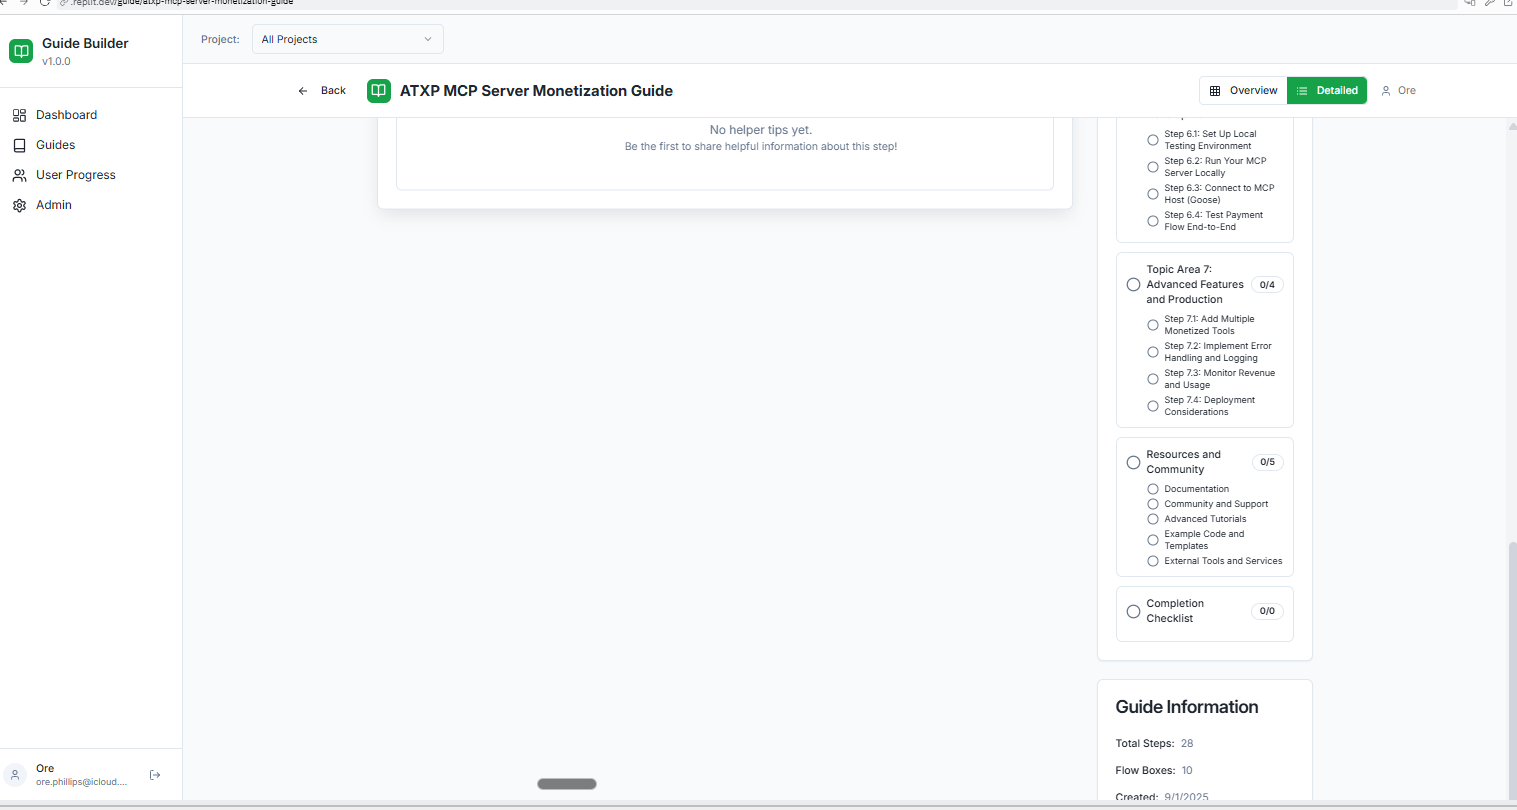 .replit.dev/guide/atxp-mcp-server-monetization-guide
Guide Builder
v1.0.0
Project:
All Projects
Back
ATXP MCP Server Monetization Guide
Overview
Detailed
Ore
Dashboard
Guides
User Progress
Admin
No helper tips yet.
Be the first to share helpful information about this step!
Step 6.1: Set Up Local
Testing Environment
Step 6.2: Run Your MCP
Server Locally
Step 6.3: Connect to MCP
Host (Goose)
Step 6.4: Test Payment
Flow End-to-End
Topic Area 7:
Advanced Features
and Production
0/4
Step 7.1: Add Multiple
Monetized Tools
Step 7.2: Implement Error
Handling and Logging
Step 7.3: Monitor Revenue
and Usage
Step 7.4: Deployment
Considerations
Resources and
Community
0/5
Documentation
Community and Support
Advanced Tutorials
Example Code and
Templates
External Tools and Services
Completion
Checklist
0/0
Guide Information
Total Steps: 28
Flow Boxes: 10
Created: 9/1/2025
Ore
ore.phillips@icloud....